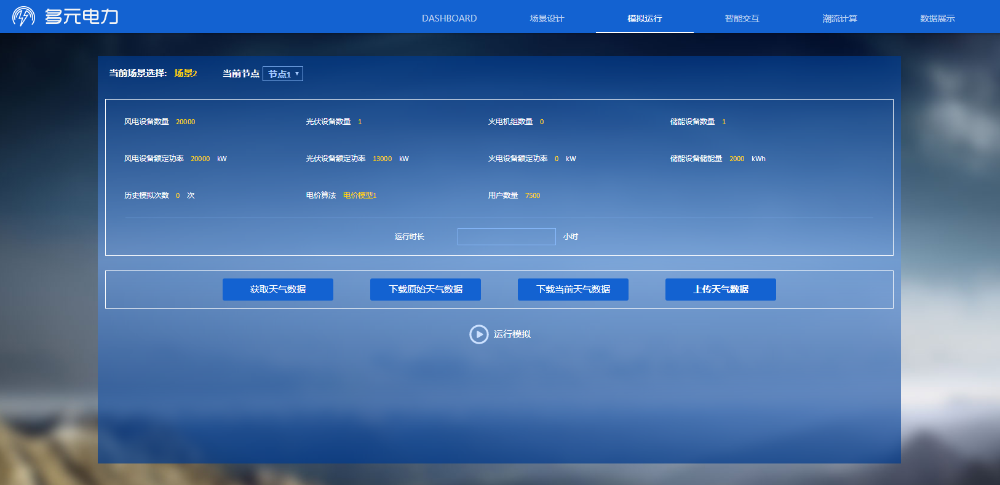 多元电力 DASHBOARD 场景设计 模拟运行 智能交互 潮流计算 数据展示
当前场景选择: 场景2 当前节点 节点1
风电设备数量 20000 光伏设备数量 1 火电机组数量 0 储能设备数量 1
风电设备额定功率 20000 kW 光伏设备额定功率 13000 kW 火电设备额定功率 0 kW 储能设备储能量 2000 kWh
历史模拟次数 0 次 电价算法 电价模型1 用户数量 7500
运行时长 小时
获取天气数据 下载原始天气数据 下载当前天气数据 上传天气数据
运行模拟